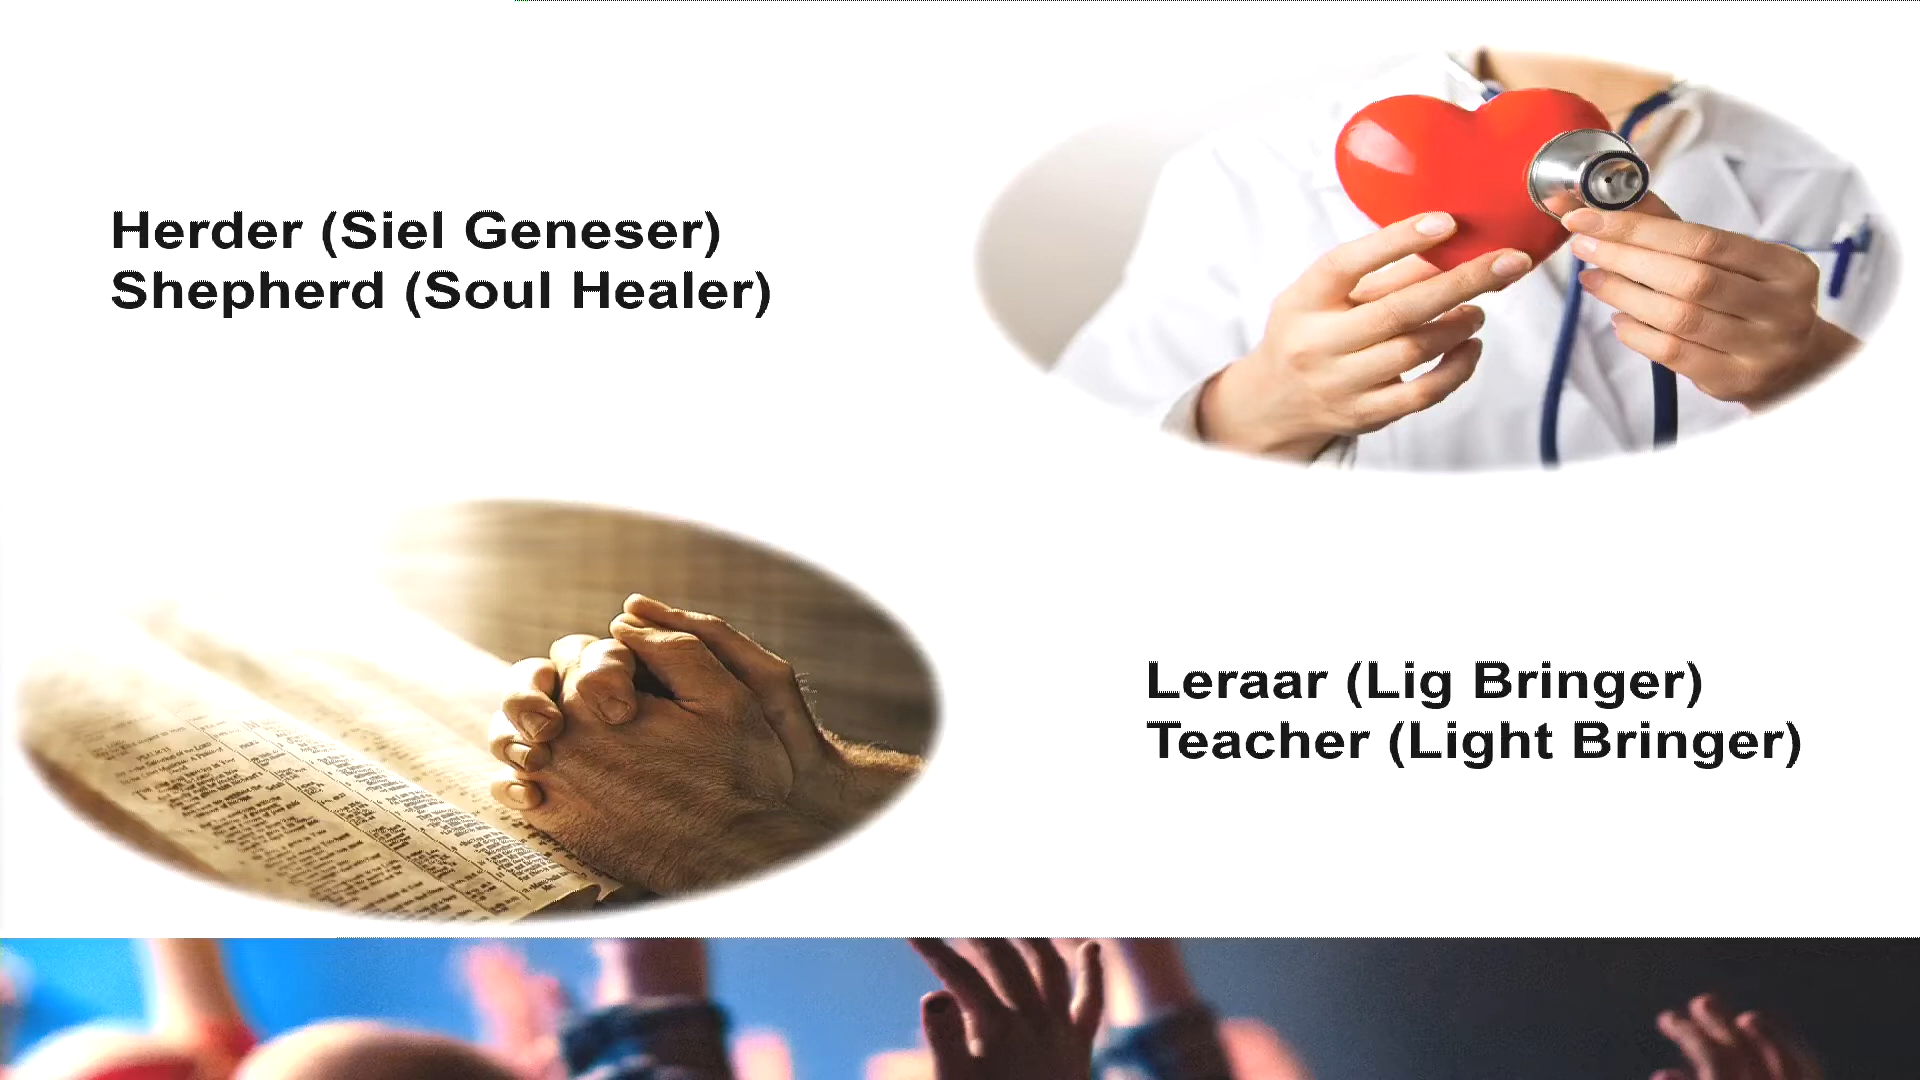 Herder (Siel Geneser)
Shepherd (Soul Healer)
Leraar (Lig Bringer)
Teacher (Light Bringer)